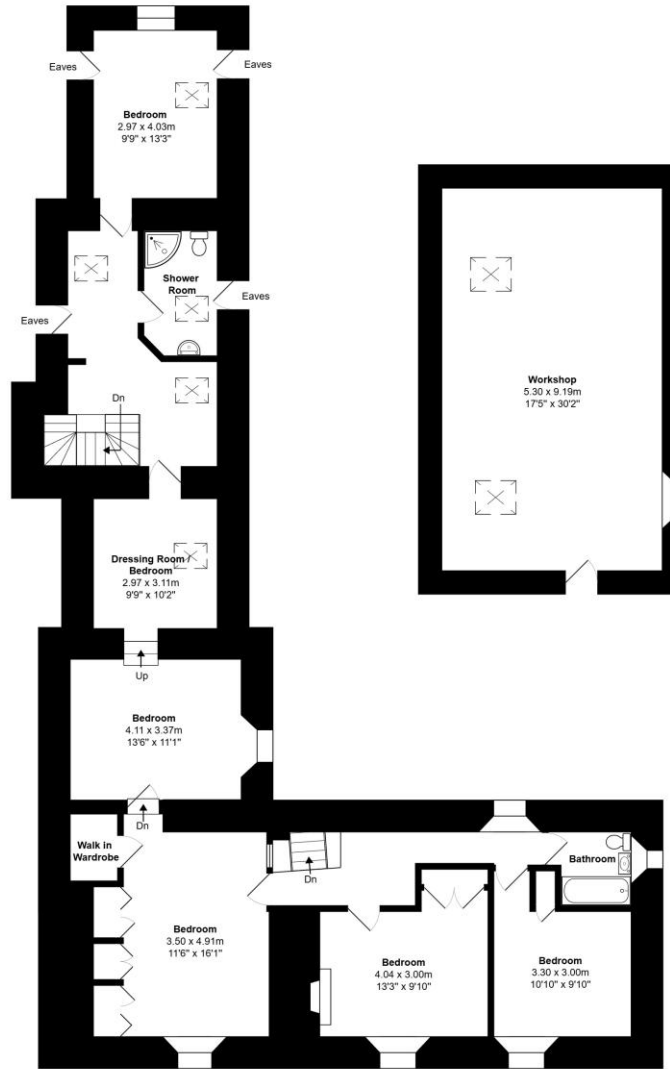 Eaves
Eaves
Bedroom
2.97 x 4.03m
9'9" x 13'3"
Shower
Room
Eaves
Eaves
Dn
Workshop
5.30 x 9.19m
17'5" x 30'2"
Dressing Room /
Bedroom
2.97 x 3.11m
9'9" x 10'2"
Up
Bedroom
4.11 x 3.37m
13'6" x 11'1"
Dn
Walk in
Wardrobe
Dn
Bathroom
Bedroom
3.50 x 4.91m
11'6" x 16'1"
Bedroom
4.04 x 3.00m
13'3" x 9'10"
Bedroom
3.30 x 3.00m
10'10" x 9'10"